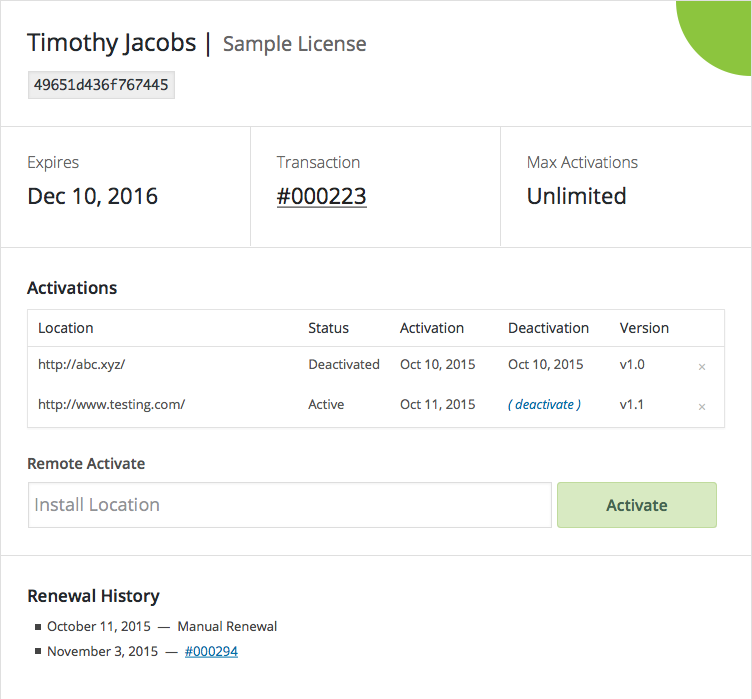 Timothy Jacobs | Sample License
49651d436f767445
Expires Transaction Max Activations
Dec 10, 2016 #000223 Unlimited
Activations
Location Status Activation Deactivation Version
http://abc.xyz/ Deactivated Oct 10, 2015 Oct 10, 2015 v1.0 ×
http://www.testing.com/ Active Oct 11, 2015 ( deactivate ) v1.1 ×
Remote Activate
Install Location Activate
Renewal History
■ October 11, 2015 — Manual Renewal
■ November 3, 2015 — #000294